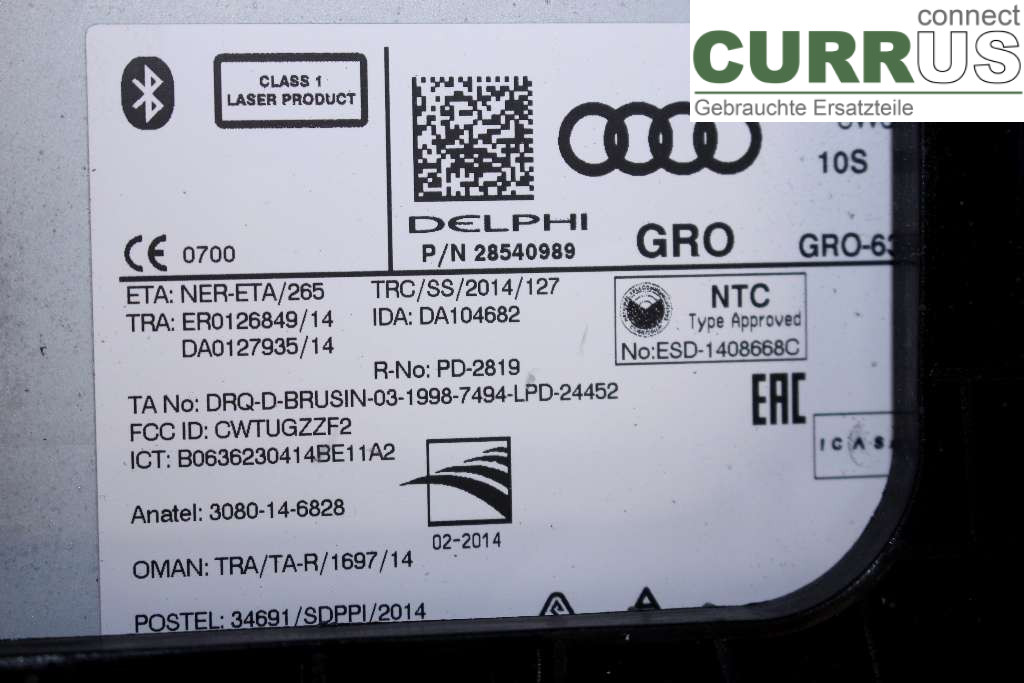 connect
CURRUS
Gebrauchte Ersatzteile
CLASS 1
LASER PRODUCT
10S
DELPHI
P/N 28540989
GRO
GRO-63
CE 0700
ETA: NER-ETA/265
TRC/SS/2014/127
TRA: ER0126849/14
IDA: DA104682
DA0127935/14
R-No: PD-2819
NTC
Type Approved
No:ESD-1408668C
TA No: DRQ-D-BRUSIN-03-1998-7494-LPD-24452
FCC ID: CWTUGZZF2
ICT: B0636230414BE11A2
EAC
ICASA
Anatel: 3080-14-6828
02-2014
OMAN: TRA/TA-R/1697/14
POSTEL: 34691/SDPPI/2014